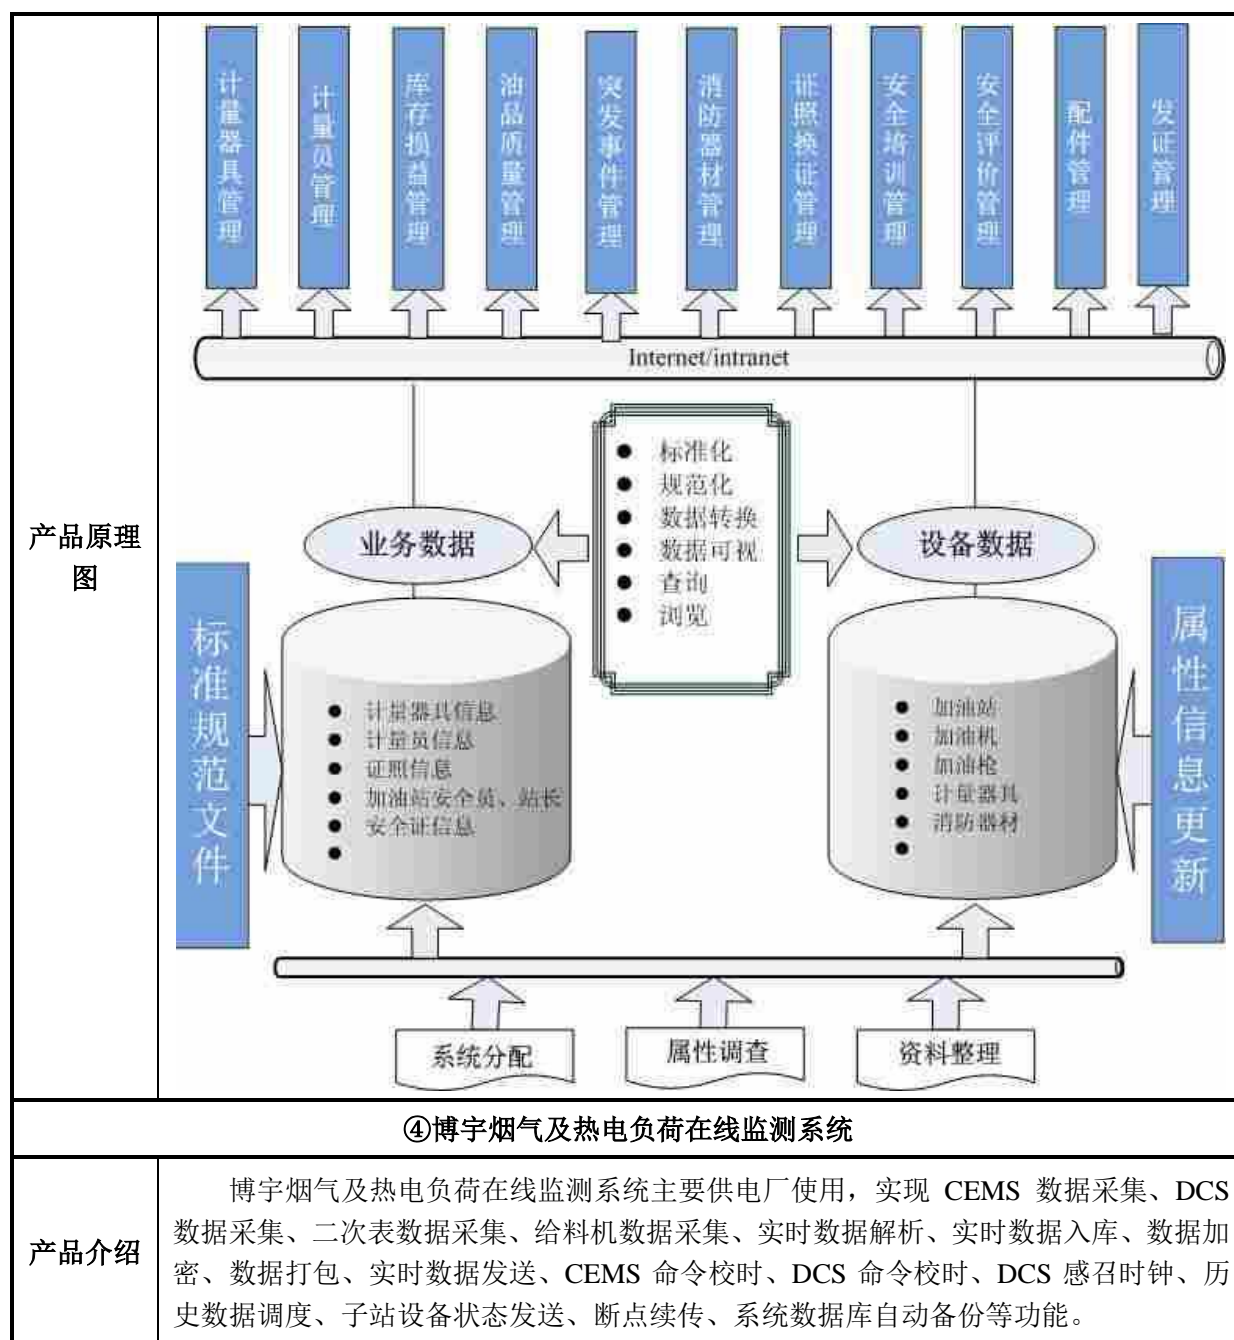 产品原理
图
计量器具管理
计量员管理
库存损益管理
油品质量管理
突发事件管理
消防器材管理
证照换证管理
安全培训管理
安全评价管理
配件管理
发证管理
Internet/intranet
● 标准化
● 规范化
● 数据转换
● 数据可视
● 查询
● 浏览
业务数据
设备数据
标准规范文件
● 计量器具信息
● 计量员信息
● 证照信息
● 加油站安全员、站长
● 安全证信息
●
● 加油站
● 加油机
● 加油枪
● 计量器具
● 消防器材
●
属性信息更新
系统分配
属性调查
资料整理
④博宇烟气及热电负荷在线监测系统
产品介绍
博宇烟气及热电负荷在线监测系统主要供电厂使用，实现 CEMS 数据采集、DCS
数据采集、二次表数据采集、给料机数据采集、实时数据解析、实时数据入库、数据加
密、数据打包、实时数据发送、CEMS 命令校时、DCS 命令校时、DCS 感召时钟、历
史数据调度、子站设备状态发送、断点续传、系统数据库自动备份等功能。